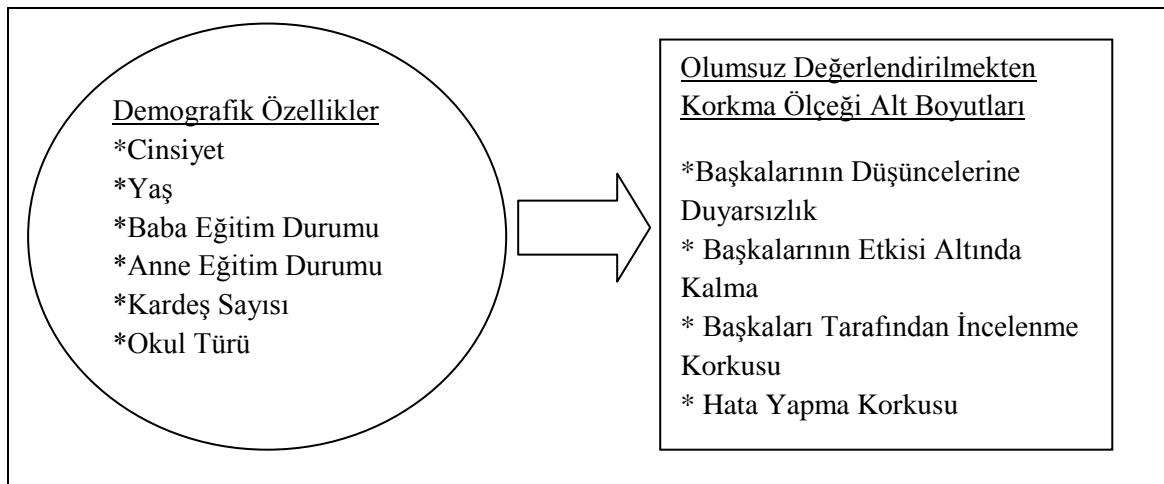 Demografik Özellikler
*Cinsiyet
*Yaş
*Baba Eğitim Durumu
*Anne Eğitim Durumu
*Kardeş Sayısı
*Okul Türü
Olumsuz Değerlendirilmekten
Korkma Ölçeği Alt Boyutları
*Başkalarının Düşüncelerine
Duyarsızlık
* Başkalarının Etkisi Altında
Kalma
* Başkaları Tarafından İncelenme
Korkusu
* Hata Yapma Korkusu